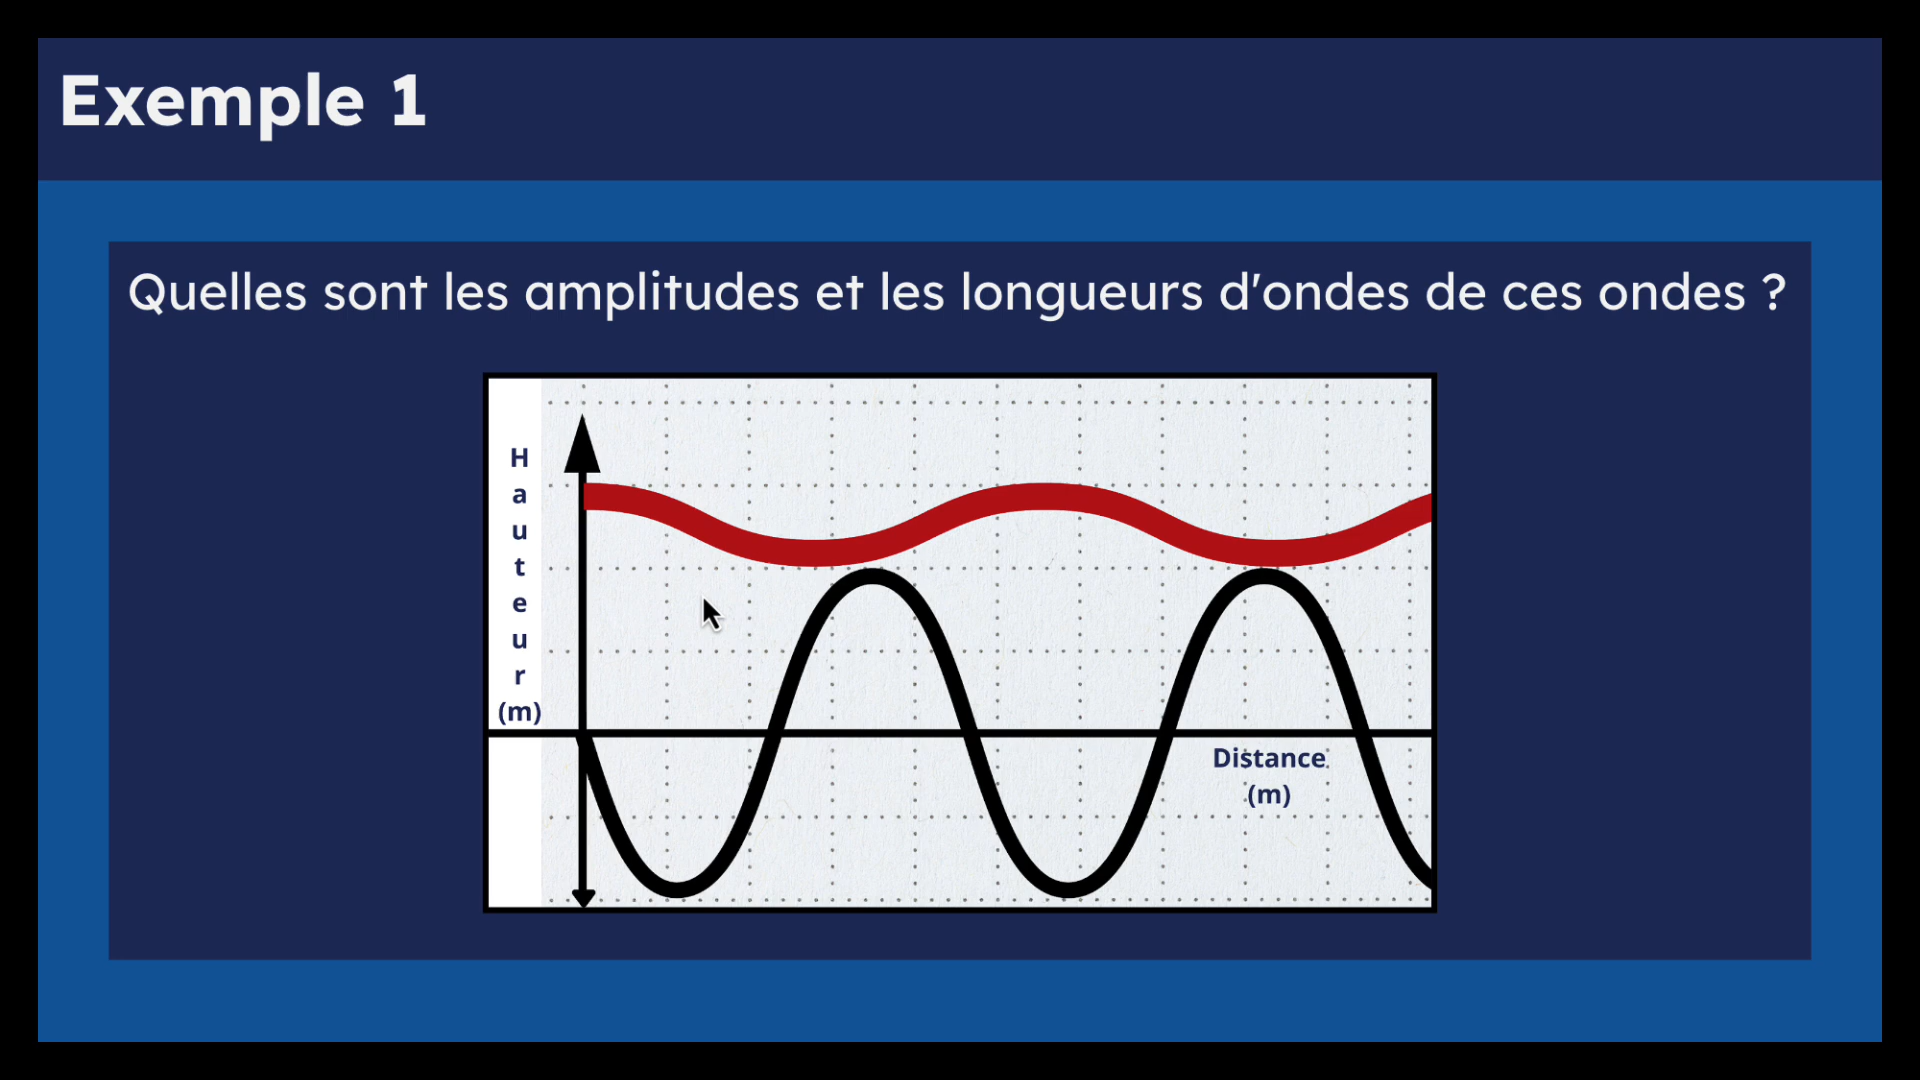 Exemple 1
Quelles sont les amplitudes et les longueurs d'ondes de ces ondes ?
H
a
u
t
e
u
r
(m)
Distance
(m)